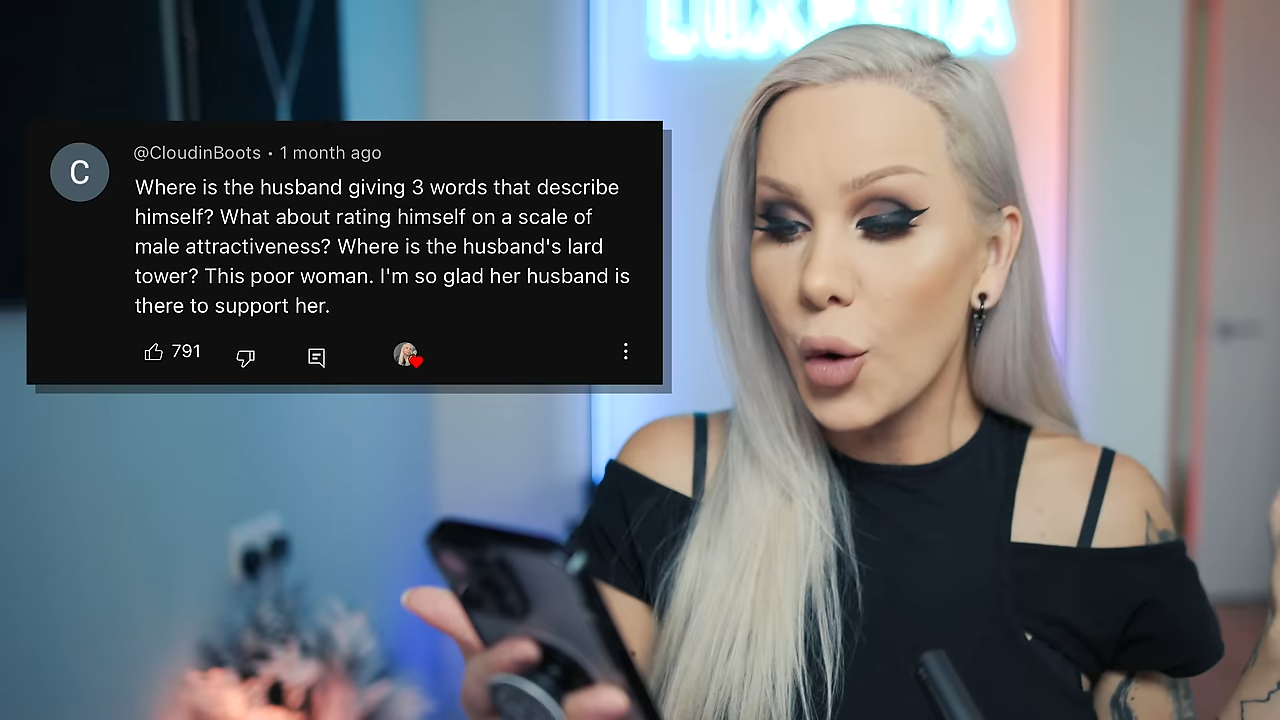 C
@CloudinBoots • 1 month ago
Where is the husband giving 3 words that describe
himself? What about rating himself on a scale of
male attractiveness? Where is the husband's lard
tower? This poor woman. I'm so glad her husband is
there to support her.
791